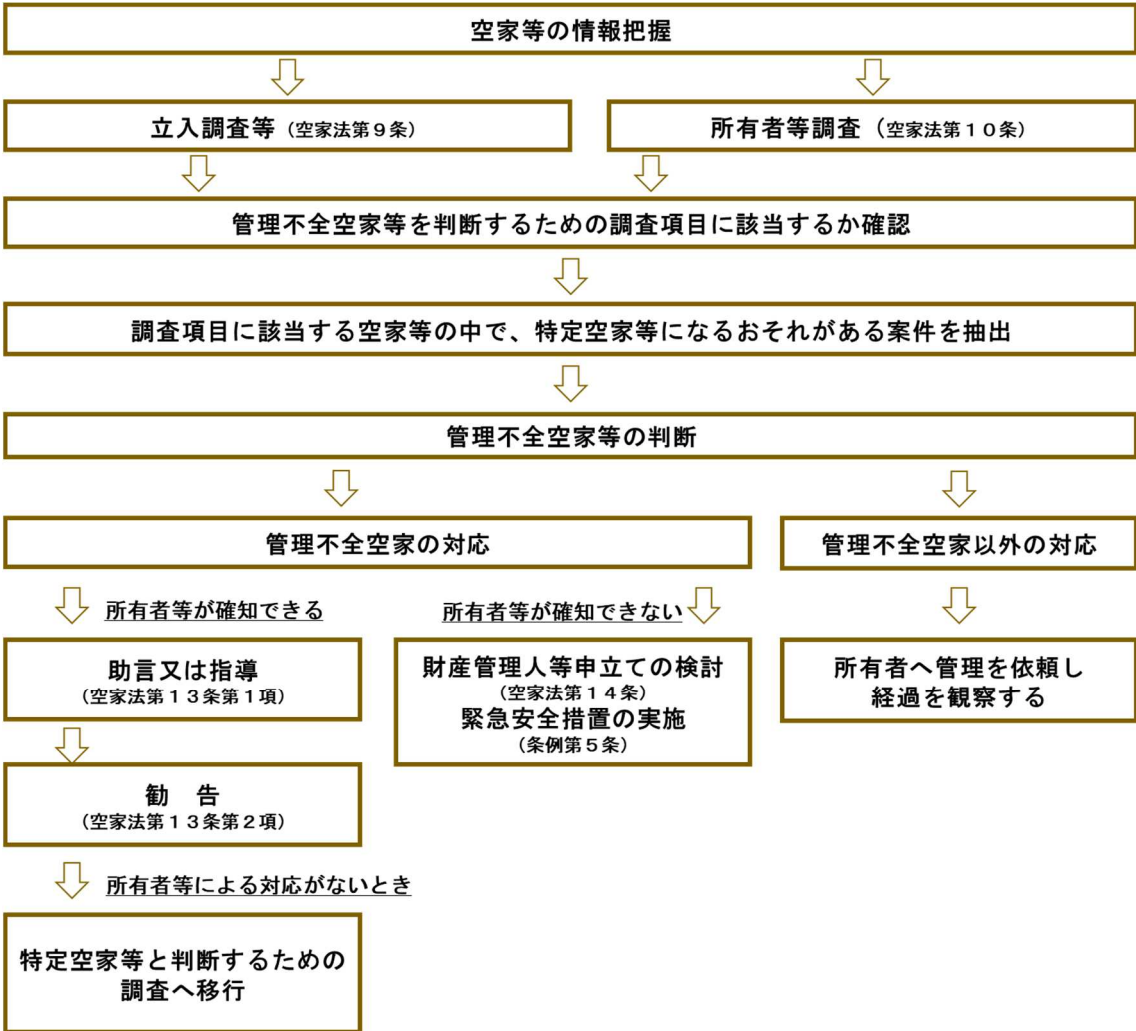 空家等の情報把握
立入調査等（空家法第９条）
所有者等調査（空家法第１０条）
管理不全空家等を判断するための調査項目に該当するか確認
調査項目に該当する空家等の中で、特定空家等になるおそれがある案件を抽出
管理不全空家等の判断
管理不全空家の対応
管理不全空家以外の対応
所有者等が確知できる
所有者等が確知できない
助言又は指導
（空家法第１３条第１項）
財産管理人等申立ての検討
（空家法第１４条）
緊急安全措置の実施
（条例第５条）
所有者へ管理を依頼し
経過を観察する
勧　告
（空家法第１３条第２項）
所有者等による対応がないとき
特定空家等と判断するための
調査へ移行